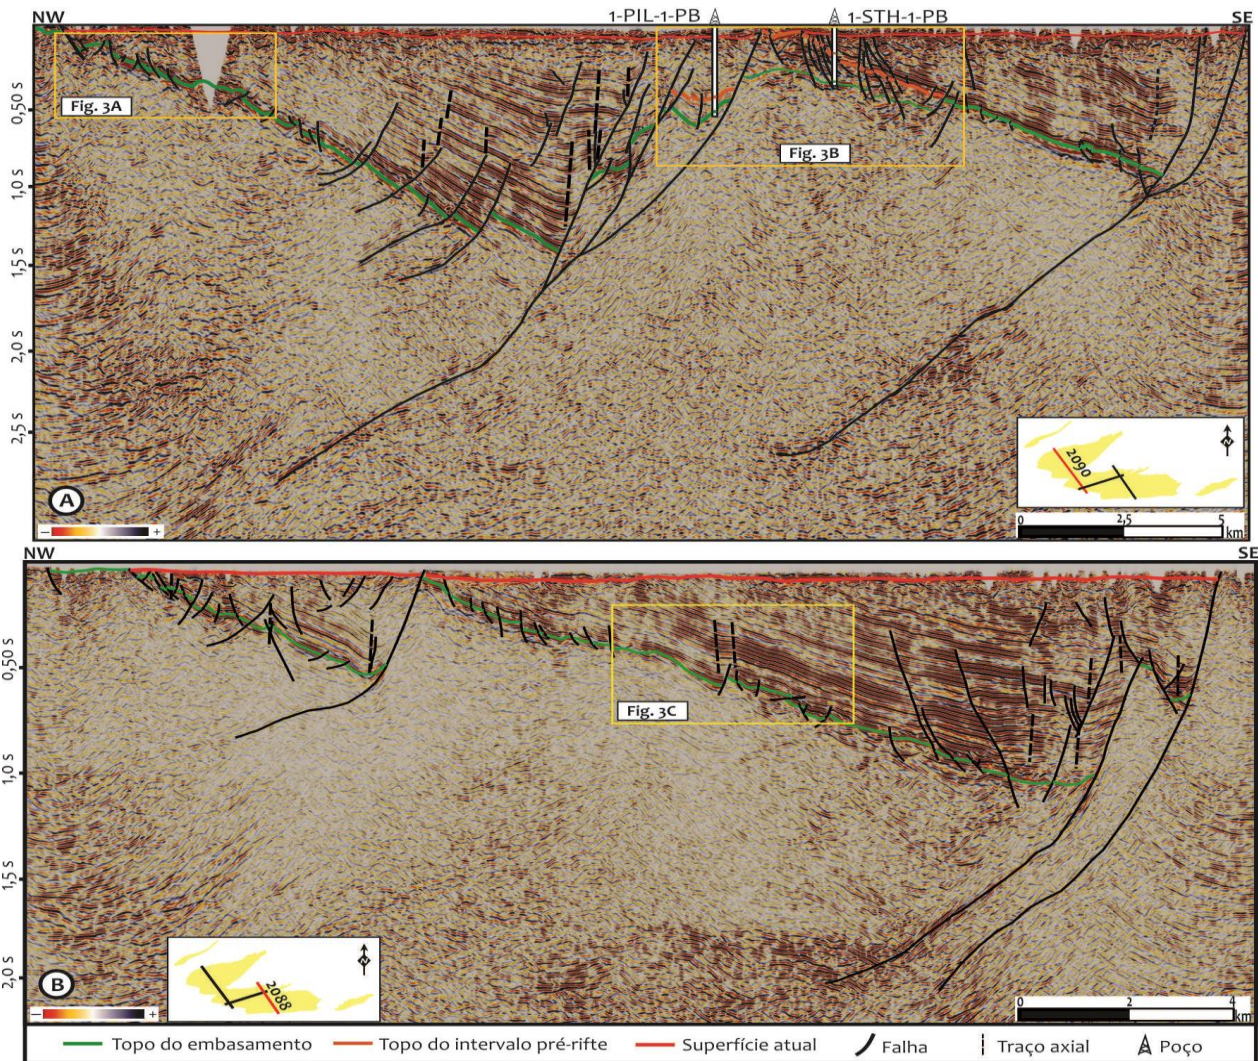 1-PIL-1-PB 1-STH-1-PB
NW SE
Fig. 3A
Fig. 3B
0,50 S
1,0 S
1,5 S
2,0 S
2,5 S
N
2090
A
0 2,5 5
km
— +
NW SE
0,50 S
1,0 S
1,5 S
2,0 S
Fig. 3C
N
2088
B
0 2 4
km
— +
Topo do embasamento Topo do intervalo pré-rifte Superfície atual Falha Traço axial Poço